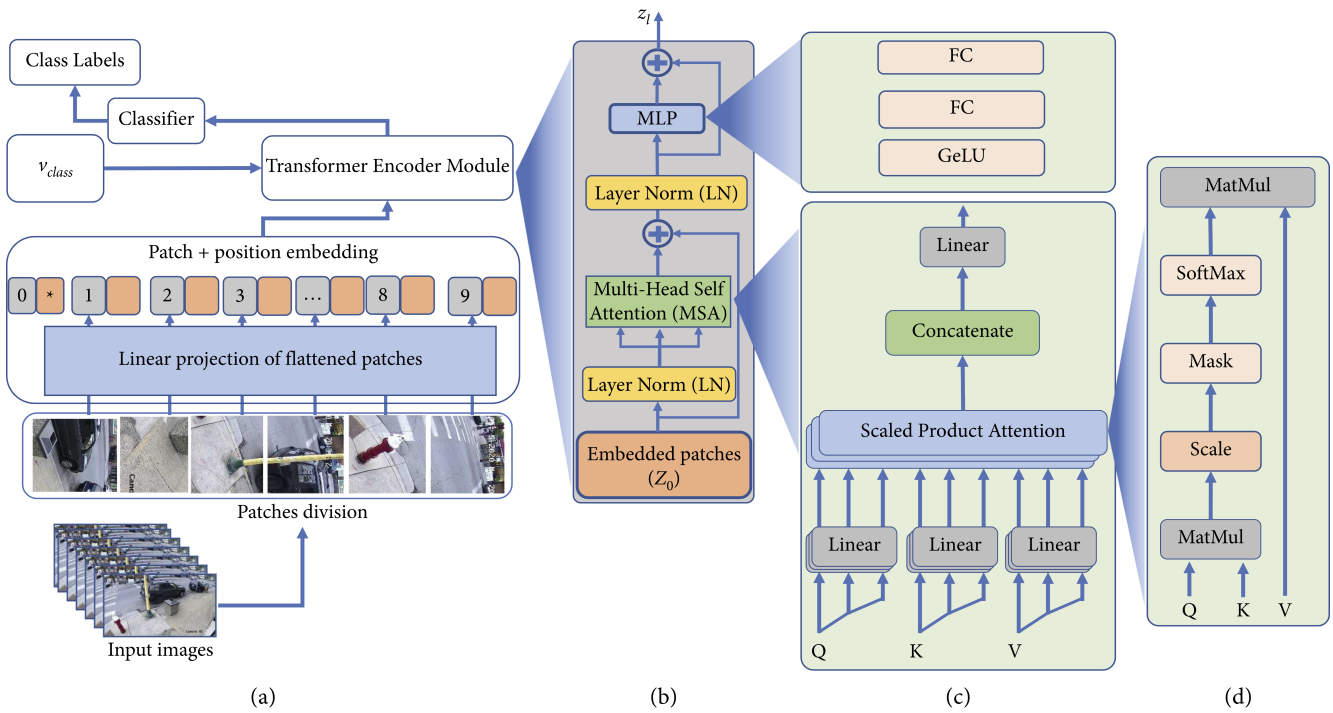 Class Labels
Classifier
v_class
Transformer Encoder Module
Patch + position embedding
0 * 1 2 3 ... 8 9
Linear projection of flattened patches
Patches division
Input images
(a)
z_l
MLP
Layer Norm (LN)
Multi-Head Self
Attention (MSA)
Layer Norm (LN)
Embedded patches
(Z_0)
(b)
FC
FC
GeLU
Linear
Concatenate
Scaled Product Attention
Linear Linear Linear
Q K V
(c)
MatMul
SoftMax
Mask
Scale
MatMul
Q K V
(d)